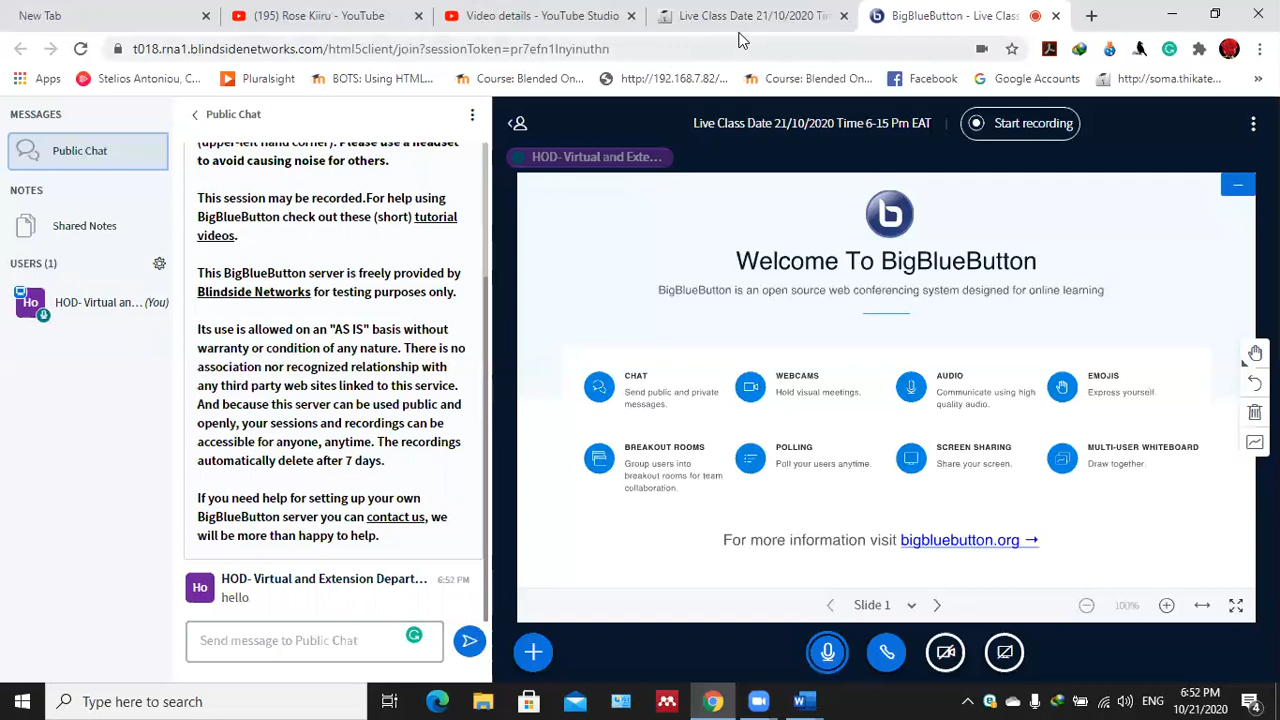 New Tab
(195) Rose Kiiru - YouTube
Video details - YouTube Studio
Live Class Date 21/10/2020 Tim
BigBlueButton - Live Class
t018.rna1.blindsidenetworks.com/html5client/join?sessionToken=pr7efn1lnyinuhtn
Apps
Stelios Antoniou, C...
Pluralsight
BOTS: Using HTML...
Course: Blended On...
http://192.168.7.82/...
Course: Blended On...
Facebook
Google Accounts
http://soma.thikate...
MESSAGES
Public Chat
NOTES
Shared Notes
USERS (1)
Ho
HOD- Virtual an... (You)
Public Chat
(upper-left hand corner). Please use a headset
to avoid causing noise for others.
This session may be recorded.For help using
BigBlueButton check out these (short) tutorial
videos.
This BigBlueButton server is freely provided by
Blindside Networks for testing purposes only.
Its use is allowed on an "AS IS" basis without
warranty or condition of any nature. There is no
association nor recognized relationship with
any third party web sites linked to this service.
And because this server can be used public and
openly, your sessions and recordings can be
accessible for anyone, anytime. The recordings
automatically delete after 7 days.
If you need help for setting up your own
BigBlueButton server you can contact us, we
will be more than happy to help.
Ho
HOD- Virtual and Extension Depart...
6:52 PM
hello
Send message to Public Chat
Live Class Date 21/10/2020 Time 6-15 Pm EAT
Start recording
HOD- Virtual and Exte...
b
Welcome To BigBlueButton
BigBlueButton is an open source web conferencing system designed for online learning
CHAT
Send public and private
messages.
WEBCAMS
Hold visual meetings.
AUDIO
Communicate using high
quality audio.
EMOJIS
Express yourself.
BREAKOUT ROOMS
Group users into
breakout rooms for team
collaboration.
POLLING
Poll your users anytime.
SCREEN SHARING
Share your screen.
MULTI-USER WHITEBOARD
Draw together.
For more information visit bigbluebutton.org →
Slide 1
100%
Type here to search
ENG
6:52 PM
10/21/2020
4